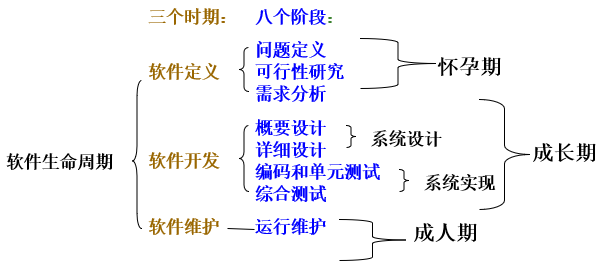 三个时期： 八个阶段：
问题定义
软件定义 可行性研究 怀孕期
需求分析
概要设计
系统设计
详细设计 成长期
软件生命周期 软件开发
编码和单元测试
系统实现
综合测试
软件维护 运行维护 成人期